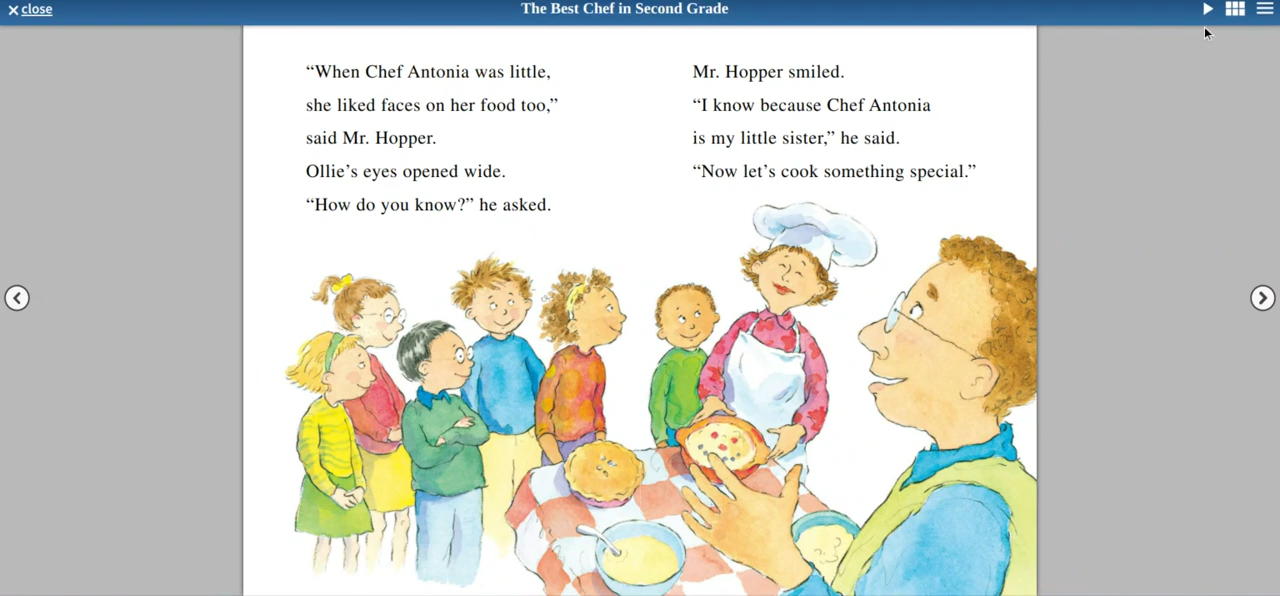 close
The Best Chef in Second Grade
“When Chef Antonia was little,
she liked faces on her food too,”
said Mr. Hopper.
Ollie’s eyes opened wide.
“How do you know?” he asked.
Mr. Hopper smiled.
“I know because Chef Antonia
is my little sister,” he said.
“Now let’s cook something special.”